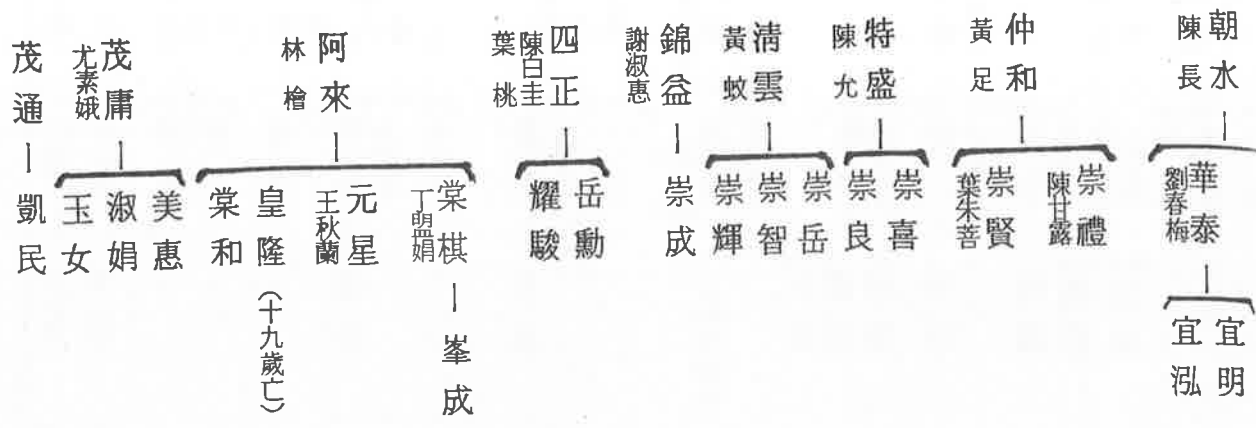 朝水
陳長
華泰
劉春梅
宜明
宜泓
仲和
黃足
崇禮
陳甘露
崇賢
葉朱菩
特盛
陳允
崇喜
崇良
清雲
黃蚊
崇岳
崇智
崇輝
錦益
謝淑惠
崇成
四正
陳白圭
葉桃
岳勳
耀駿
阿來
林檜
棠棋
丁盟娟
峯成
元星
王秋蘭
皇隆
(十九歲亡)
棠和
茂庸
尤素娥
美惠
淑娟
玉女
茂通
凱民